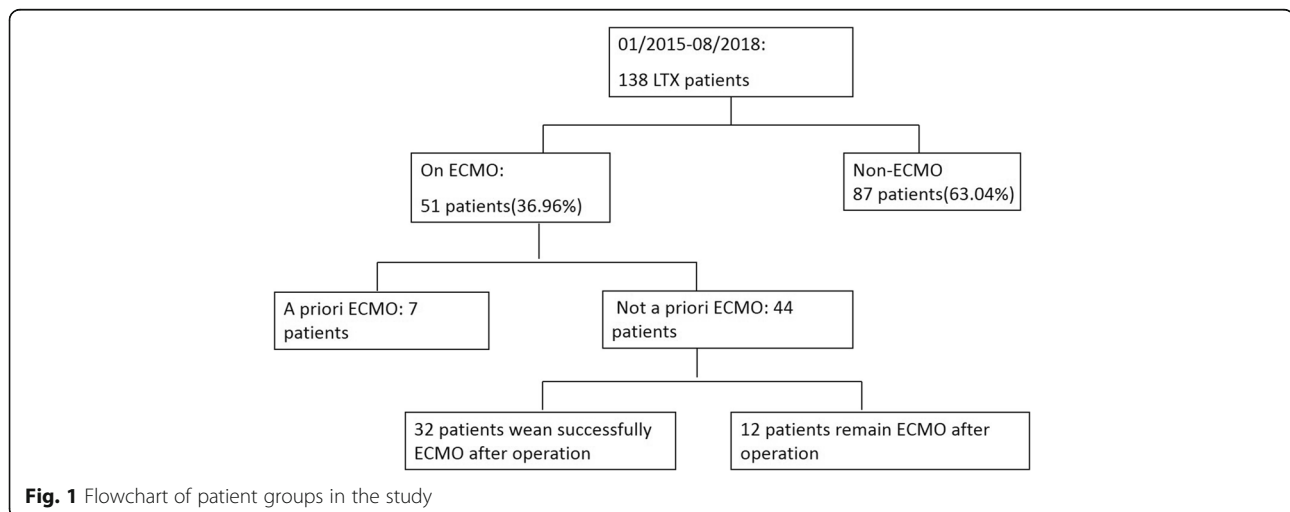 01/2015-08/2018:
138 LTX patients
On ECMO:
51 patients(36.96%)
Non-ECMO
87 patients(63.04%)
A priori ECMO: 7
patients
Not a priori ECMO: 44
patients
32 patients wean successfully
ECMO after operation
12 patients remain ECMO after
operation
Fig. 1 Flowchart of patient groups in the study